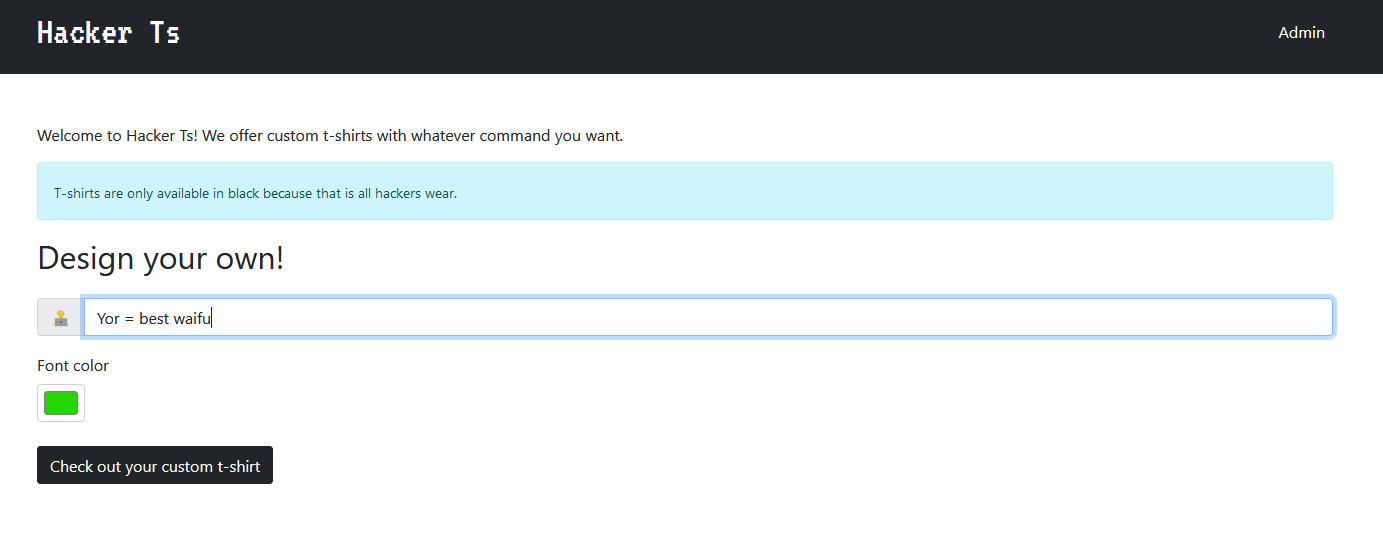 Hacker Ts
Admin
Welcome to Hacker Ts! We offer custom t-shirts with whatever command you want.
T-shirts are only available in black because that is all hackers wear.
Design your own!
Yor = best waifu
Font color
Check out your custom t-shirt